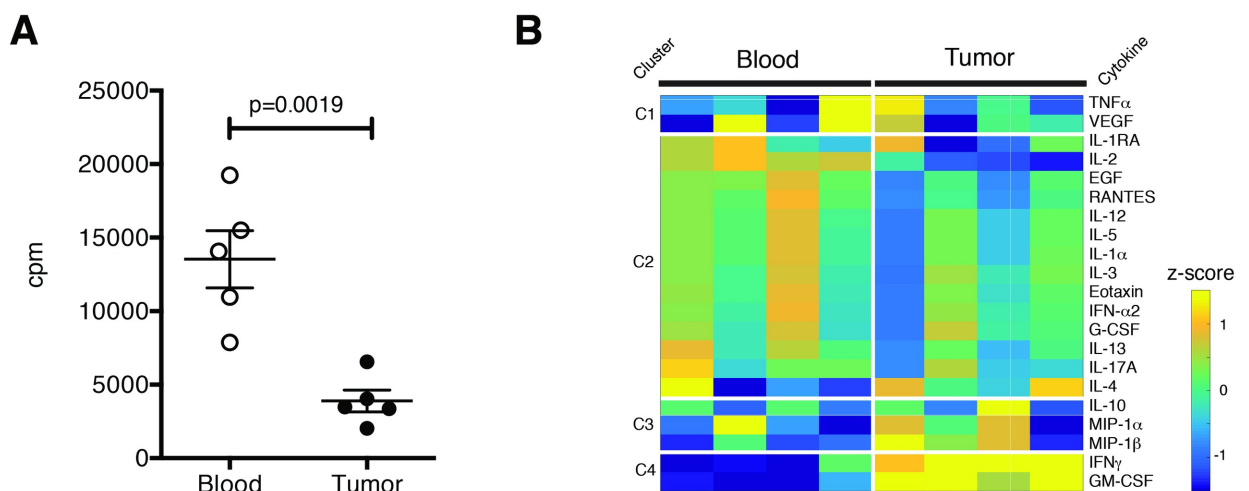 A
B
25000
20000
15000
10000
5000
0
cpm
p=0.0019
Blood
Tumor
Cluster
Blood
Tumor
Cytokine
C1
C2
C3
C4
TNFα
VEGF
IL-1RA
IL-2
EGF
RANTES
IL-12
IL-5
IL-1α
IL-3
Eotaxin
IFN-α2
G-CSF
IL-13
IL-17A
IL-4
IL-10
MIP-1α
MIP-1β
IFNγ
GM-CSF
z-score
1
0
-1